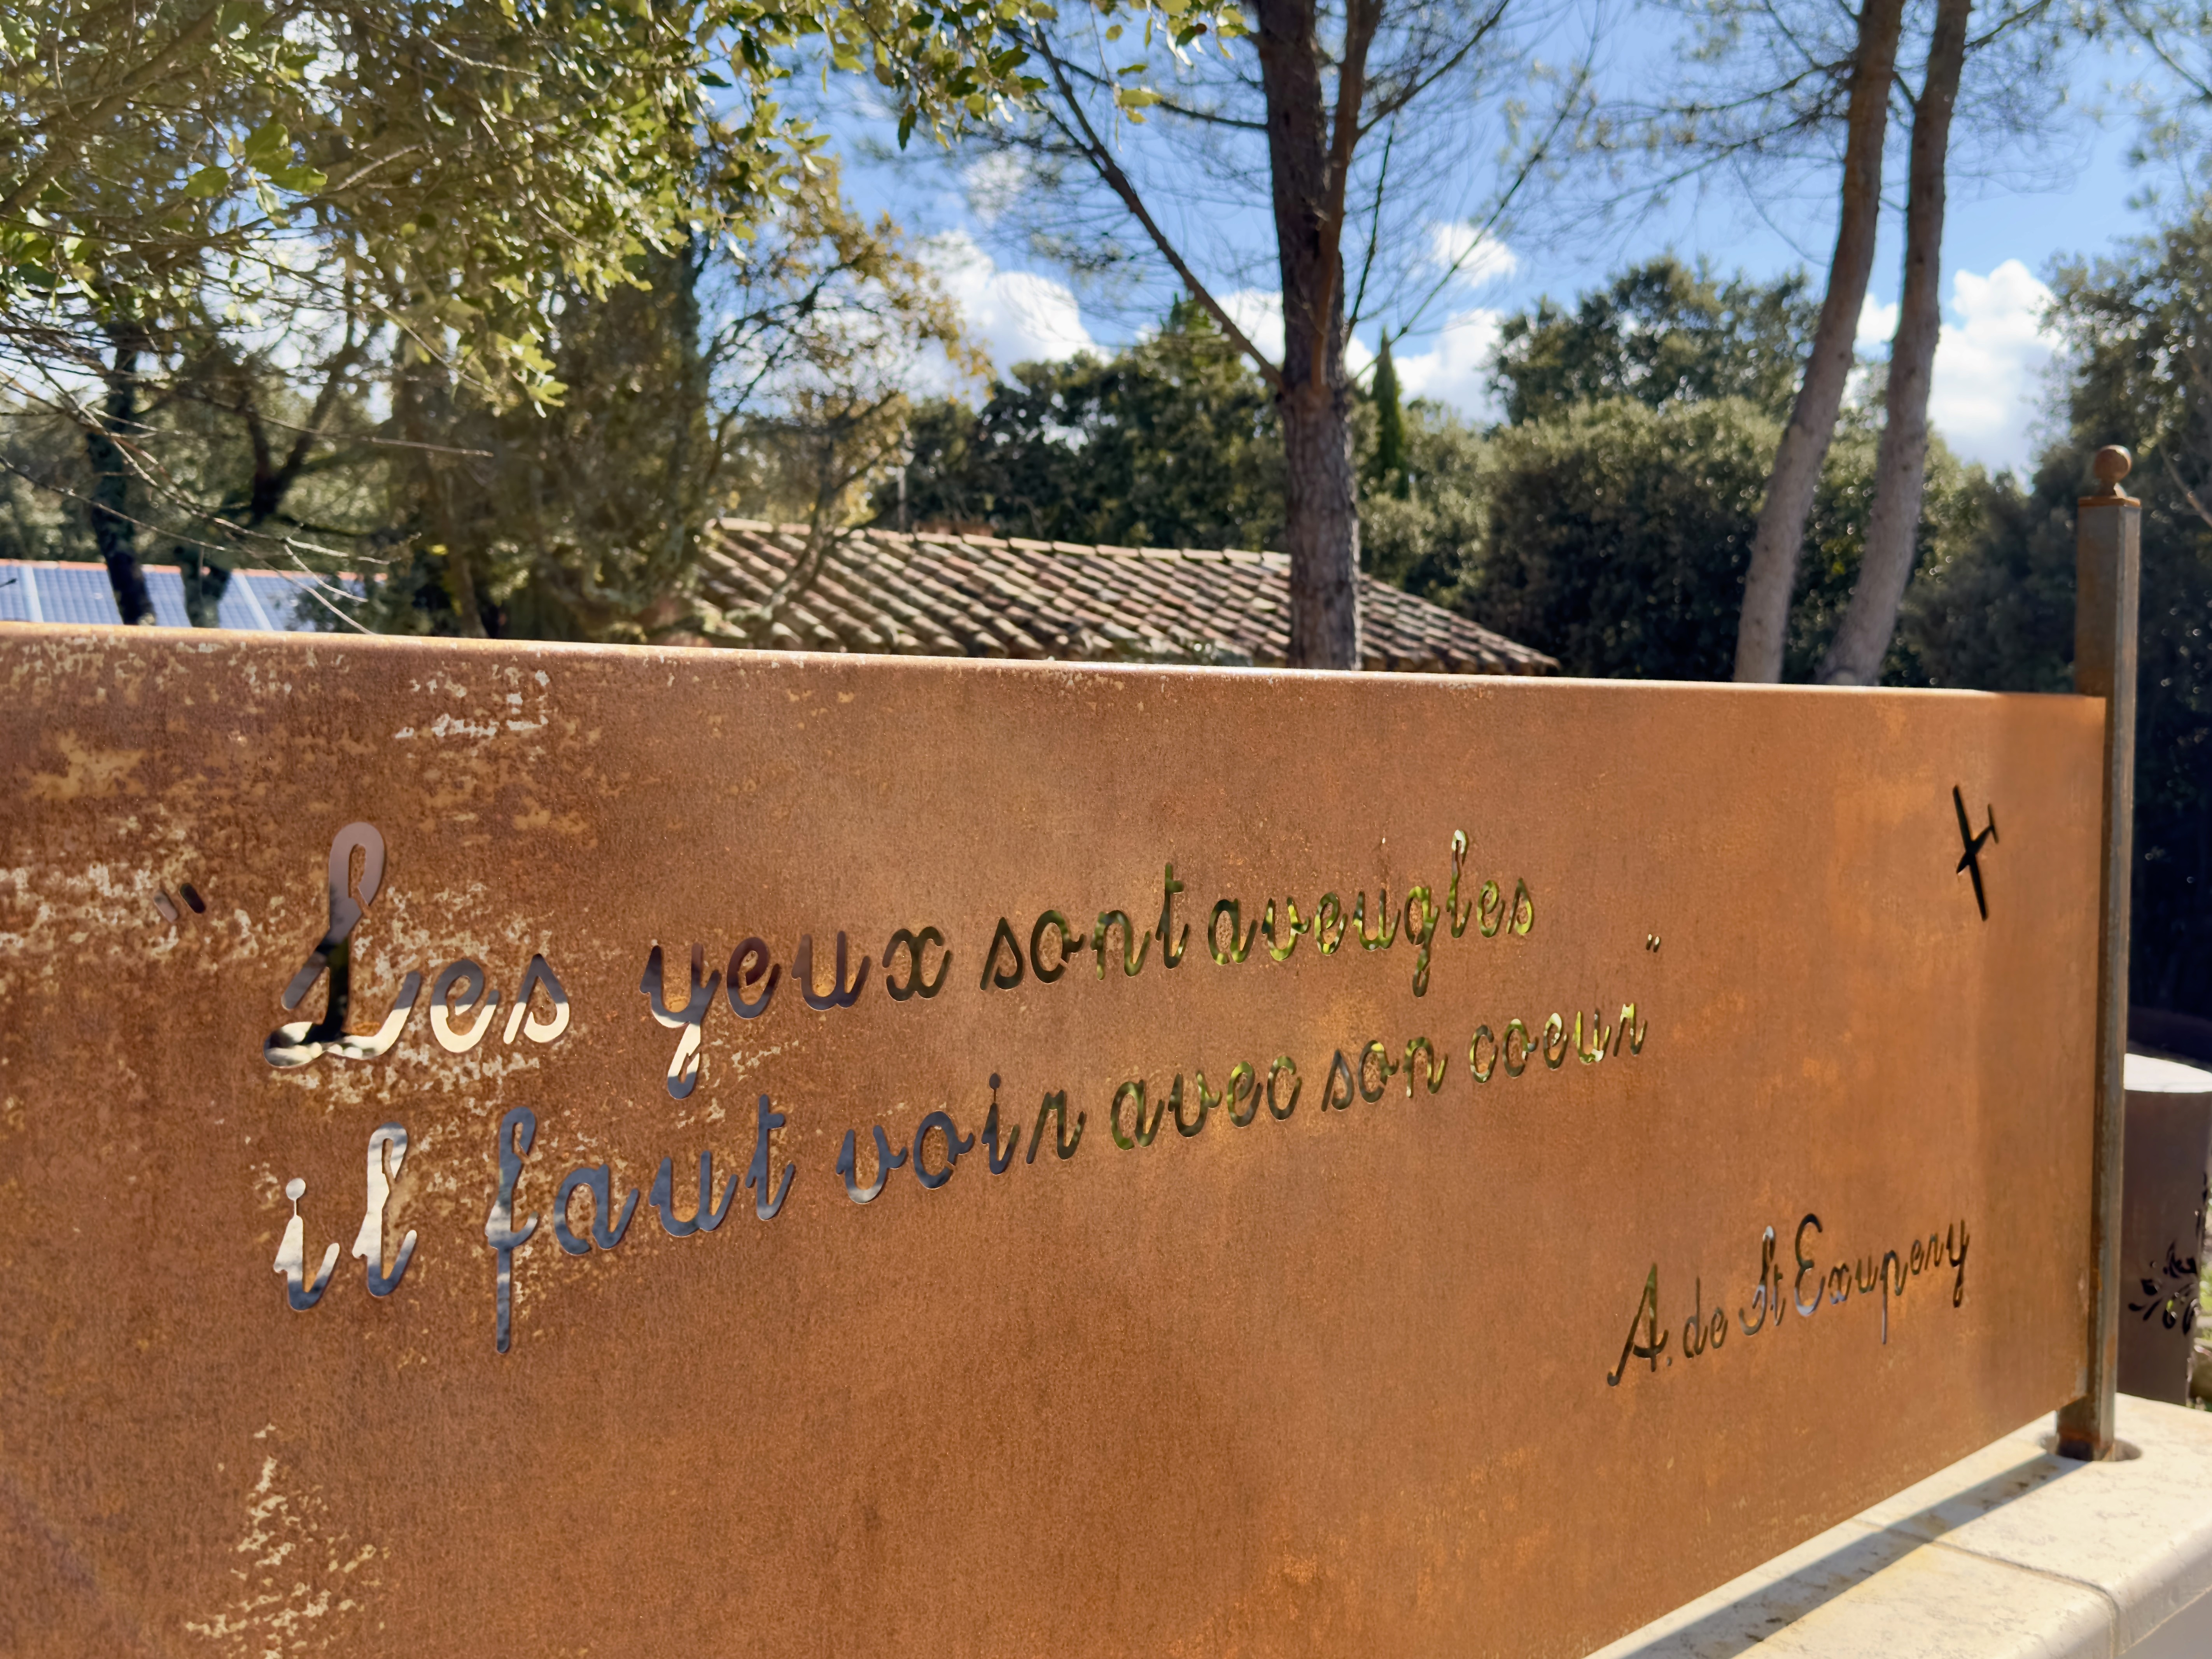 "Les yeux sont aveugles
il faut voir avec son coeur"
A. de St Exupery